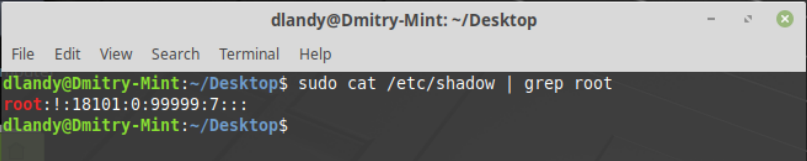 dlandy@Dmitry-Mint: ~/Desktop
File Edit View Search Terminal Help
dlandy@Dmitry-Mint:~/Desktop$ sudo cat /etc/shadow | grep root
root:!:18101:0:99999:7:::
dlandy@Dmitry-Mint:~/Desktop$